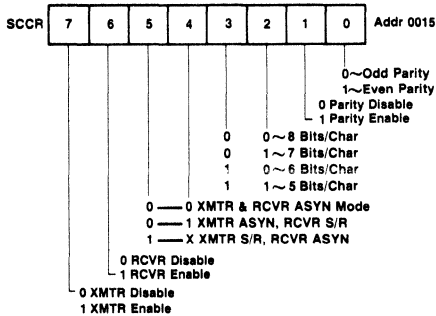 SCCR 7 6 5 4 3 2 1 0 Addr 0015
0~Odd Parity
1~Even Parity
0 Parity Disable
1 Parity Enable
0 0~8 Bits/Char
0 1~7 Bits/Char
1 0~6 Bits/Char
1 1~5 Bits/Char
0—0 XMTR & RCVR ASYN Mode
0—1 XMTR ASYN, RCVR S/R
1—X XMTR S/R, RCVR ASYN
0 RCVR Disable
1 RCVR Enable
0 XMTR Disable
1 XMTR Enable